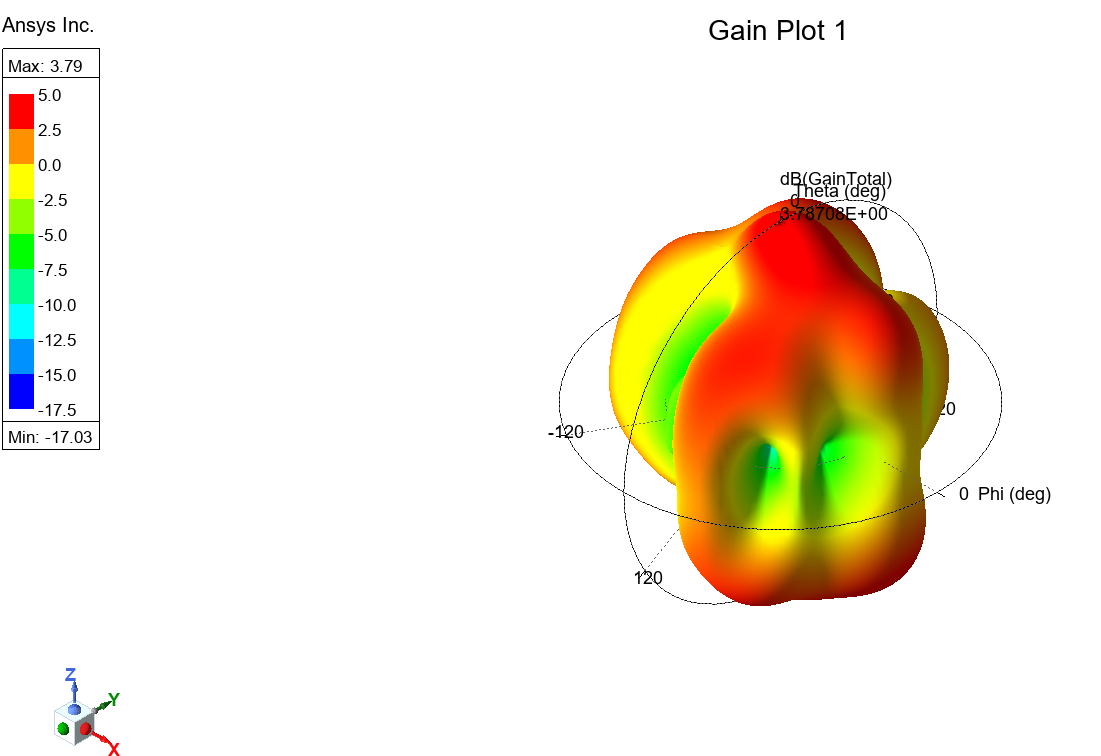 Ansys Inc.
Gain Plot 1
Max: 3.79
5.0
2.5
0.0
-2.5
-5.0
-7.5
-10.0
-12.5
-15.0
-17.5
Min: -17.03
dB(GainTotal)
Theta (deg)
0
3.78708E+00
-120
20
0 Phi (deg)
120
Z
Y
X